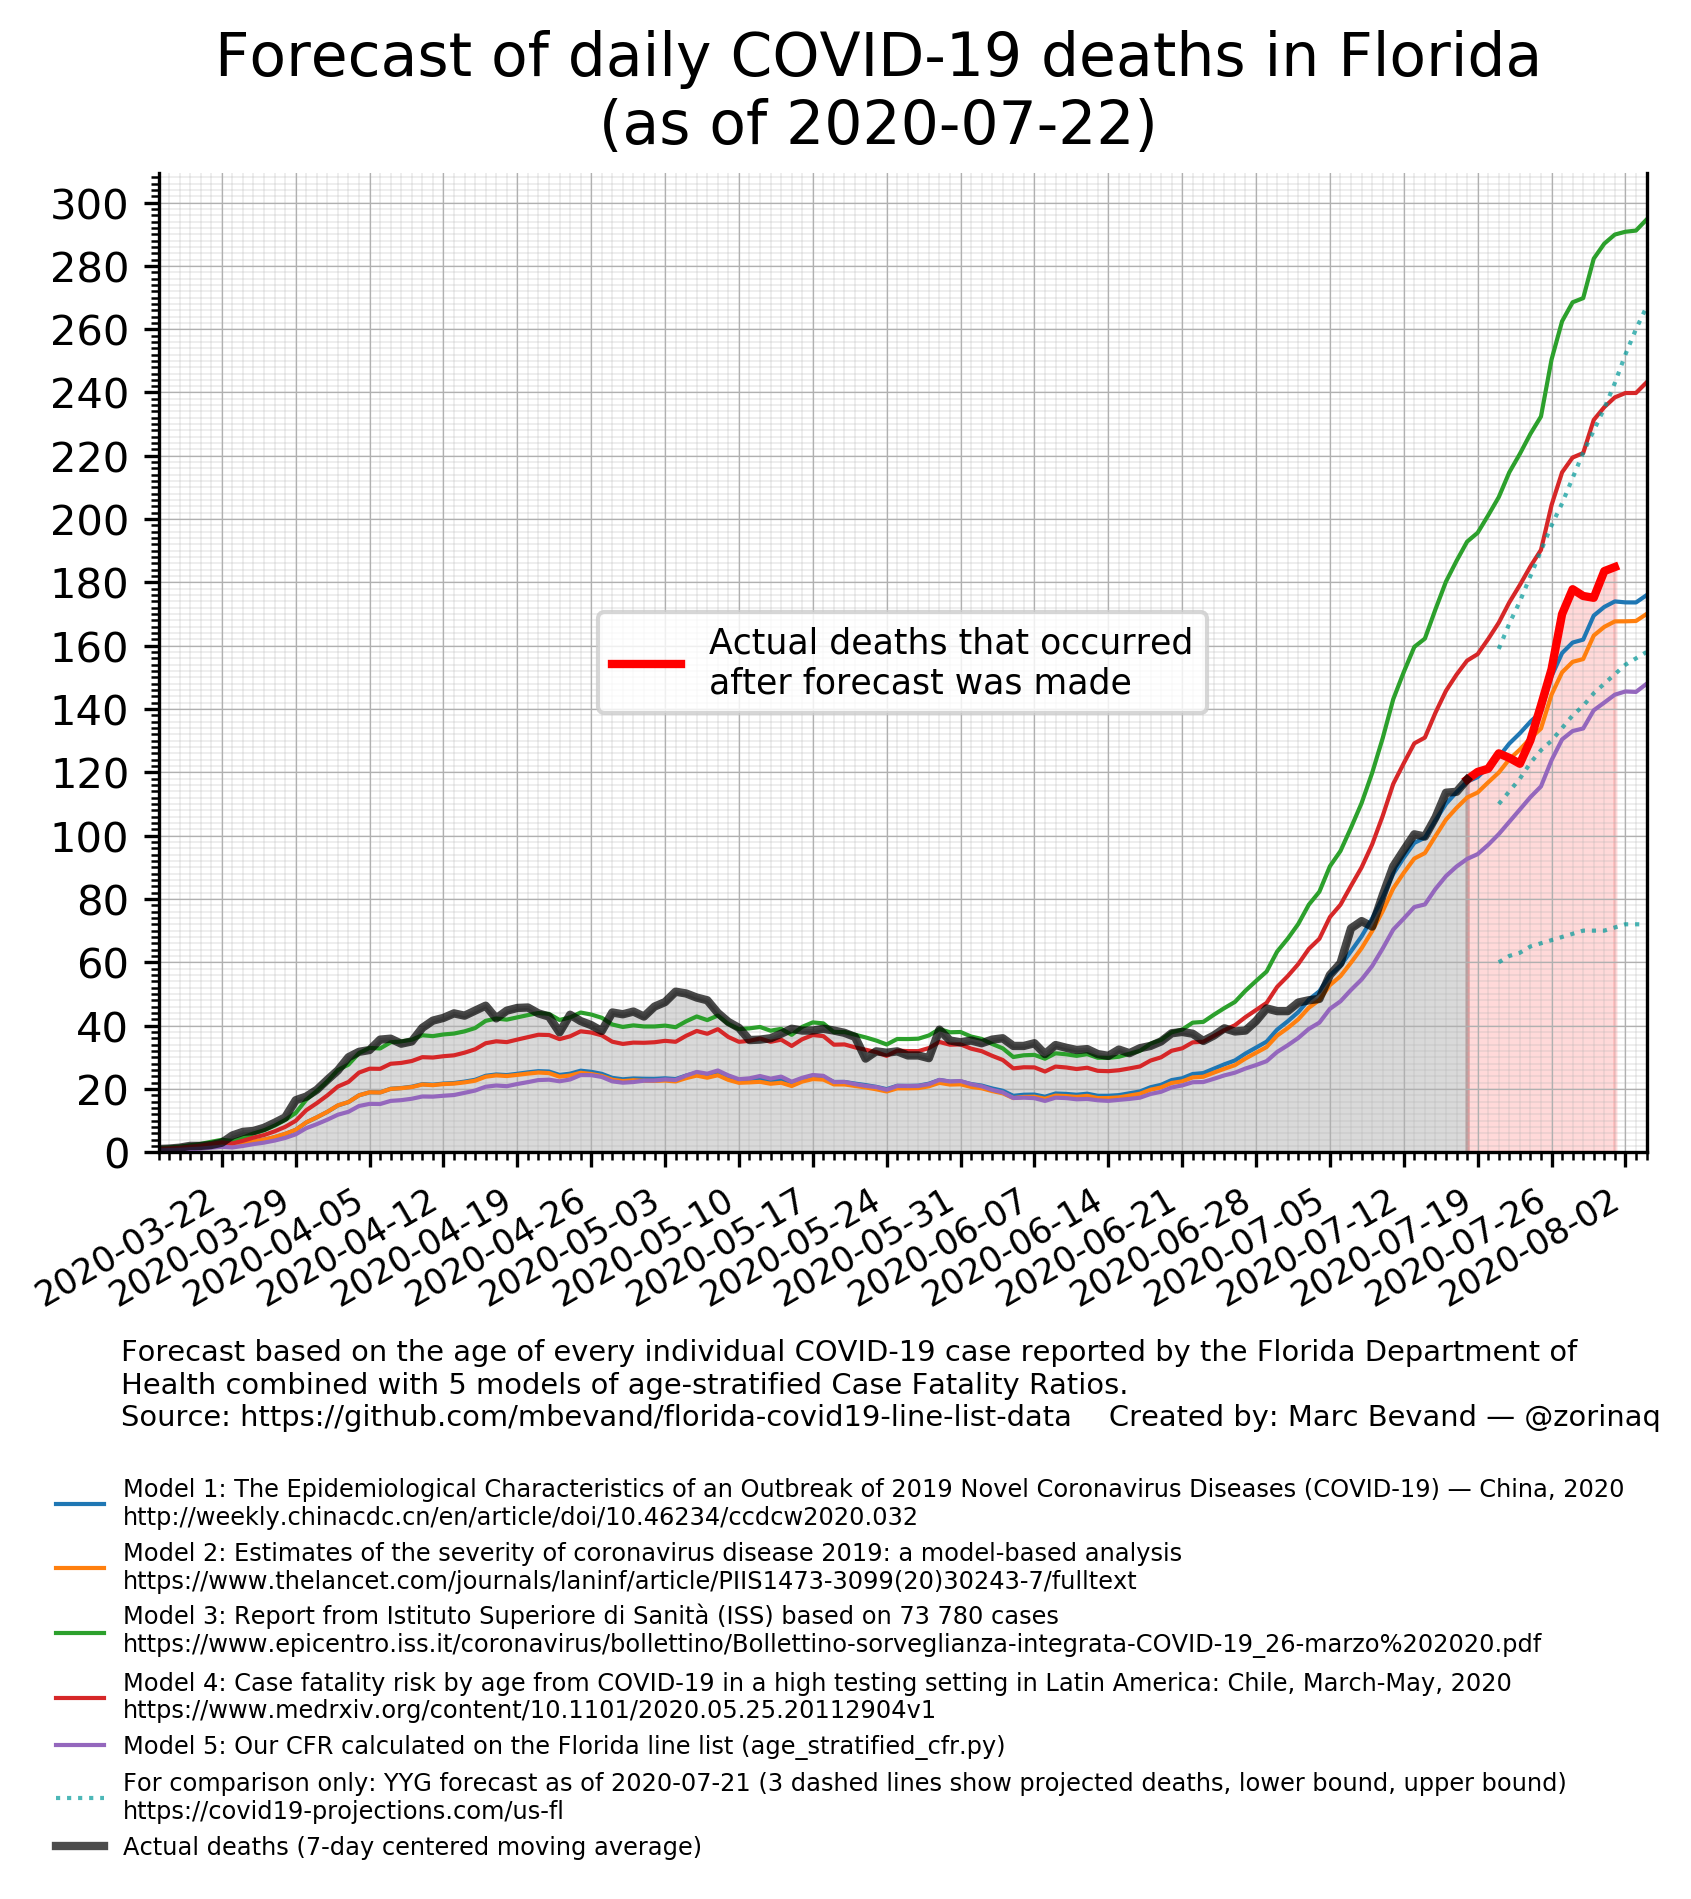 Forecast of daily COVID-19 deaths in Florida
(as of 2020-07-22)
300
280
260
240
220
200
180
160
140
120
100
80
60
40
20
0
Actual deaths that occurred
after forecast was made
2020-03-22
2020-03-29
2020-04-05
2020-04-12
2020-04-19
2020-04-26
2020-05-03
2020-05-10
2020-05-17
2020-05-24
2020-05-31
2020-06-07
2020-06-14
2020-06-21
2020-06-28
2020-07-05
2020-07-12
2020-07-19
2020-07-26
2020-08-02
Forecast based on the age of every individual COVID-19 case reported by the Florida Department of
Health combined with 5 models of age-stratified Case Fatality Ratios.
Source: https://github.com/mbevand/florida-covid19-line-list-data    Created by: Marc Bevand — @zorinaq
Model 1: The Epidemiological Characteristics of an Outbreak of 2019 Novel Coronavirus Diseases (COVID-19) — China, 2020
http://weekly.chinacdc.cn/en/article/doi/10.46234/ccdcw2020.032
Model 2: Estimates of the severity of coronavirus disease 2019: a model-based analysis
https://www.thelancet.com/journals/laninf/article/PIIS1473-3099(20)30243-7/fulltext
Model 3: Report from Istituto Superiore di Sanità (ISS) based on 73 780 cases
https://www.epicentro.iss.it/coronavirus/bollettino/Bollettino-sorveglianza-integrata-COVID-19_26-marzo%202020.pdf
Model 4: Case fatality risk by age from COVID-19 in a high testing setting in Latin America: Chile, March-May, 2020
https://www.medrxiv.org/content/10.1101/2020.05.25.20112904v1
Model 5: Our CFR calculated on the Florida line list (age_stratified_cfr.py)
For comparison only: YYG forecast as of 2020-07-21 (3 dashed lines show projected deaths, lower bound, upper bound)
https://covid19-projections.com/us-fl
Actual deaths (7-day centered moving average)